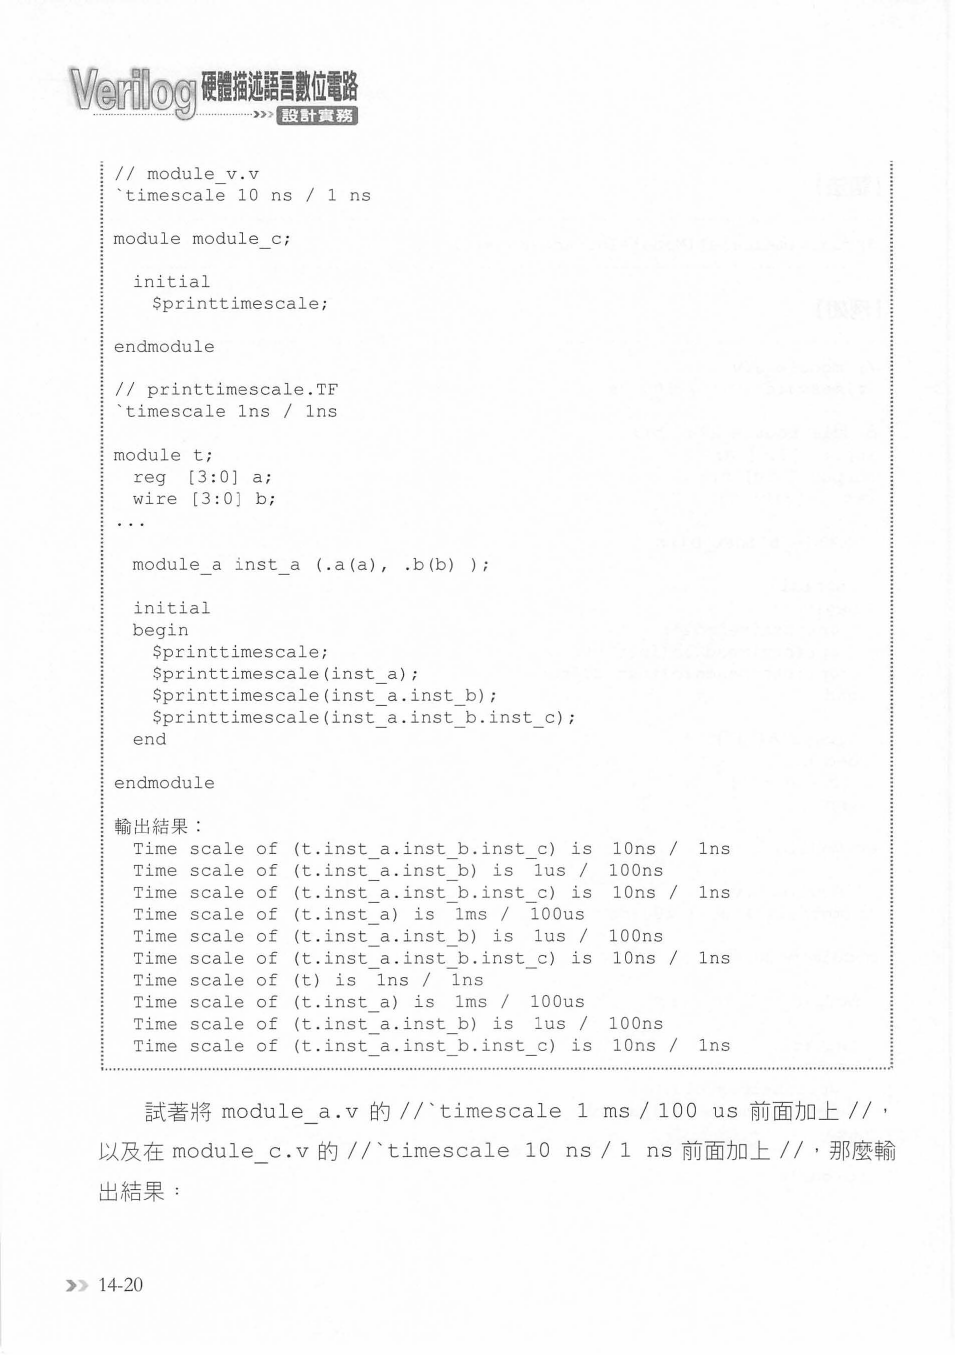 Verilog 硬體描述語言數位電路
>>> 設計實務
// module_v.v
`timescale 10 ns / 1 ns
module module_c;
initial
$printtimescale;
endmodule
// printtimescale.TF
`timescale 1ns / 1ns
module t;
reg [3:0] a;
wire [3:0] b;
...
module_a inst_a (.a(a), .b(b) );
initial
begin
$printtimescale;
$printtimescale(inst_a);
$printtimescale(inst_a.inst_b);
$printtimescale(inst_a.inst_b.inst_c);
end
endmodule
輸出結果：
Time scale of (t.inst_a.inst_b.inst_c) is 10ns / 1ns
Time scale of (t.inst_a.inst_b) is 1us / 100ns
Time scale of (t.inst_a.inst_b.inst_c) is 10ns / 1ns
Time scale of (t.inst_a) is 1ms / 100us
Time scale of (t.inst_a.inst_b) is 1us / 100ns
Time scale of (t.inst_a.inst_b.inst_c) is 10ns / 1ns
Time scale of (t) is 1ns / 1ns
Time scale of (t.inst_a) is 1ms / 100us
Time scale of (t.inst_a.inst_b) is 1us / 100ns
Time scale of (t.inst_a.inst_b.inst_c) is 10ns / 1ns
試著將 module_a.v 的 //`timescale 1 ms / 100 us 前面加上 //，
以及在 module_c.v 的 //`timescale 10 ns / 1 ns 前面加上 //，那麼輸
出結果：
>> 14-20